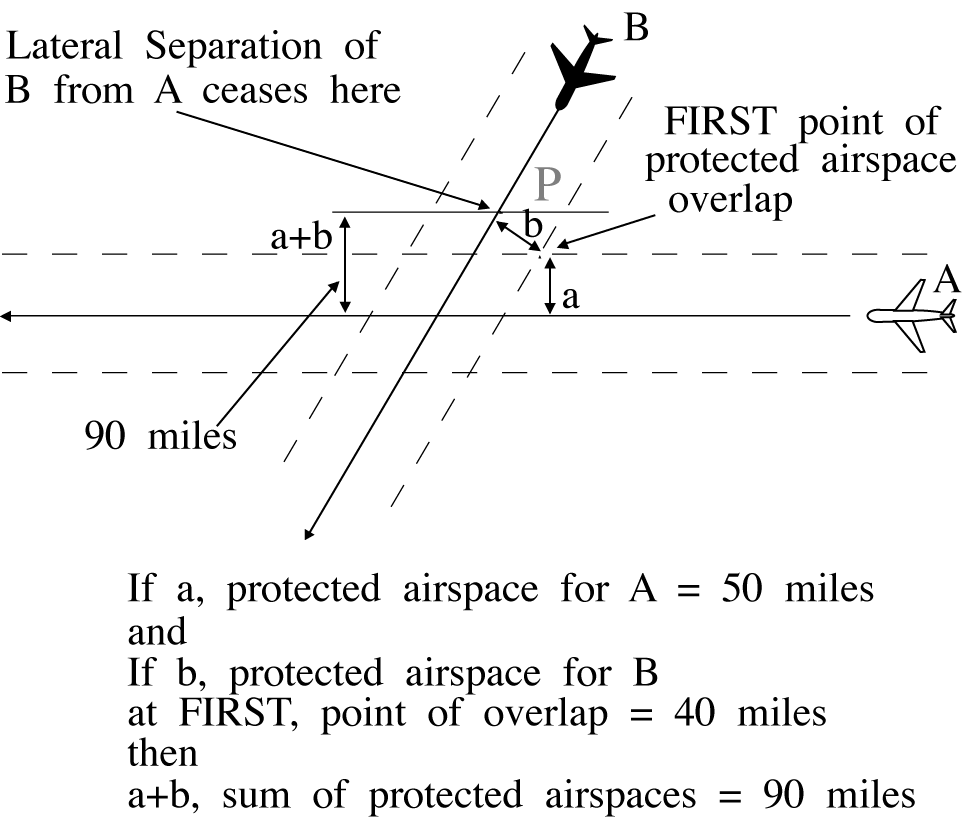 Lateral Separation of
B from A ceases here
B
FIRST point of
protected airspace
overlap
P
b
a+b
a
A
90 miles
If a, protected airspace for A = 50 miles
and
If b, protected airspace for B
at FIRST, point of overlap = 40 miles
then
a+b, sum of protected airspaces = 90 miles